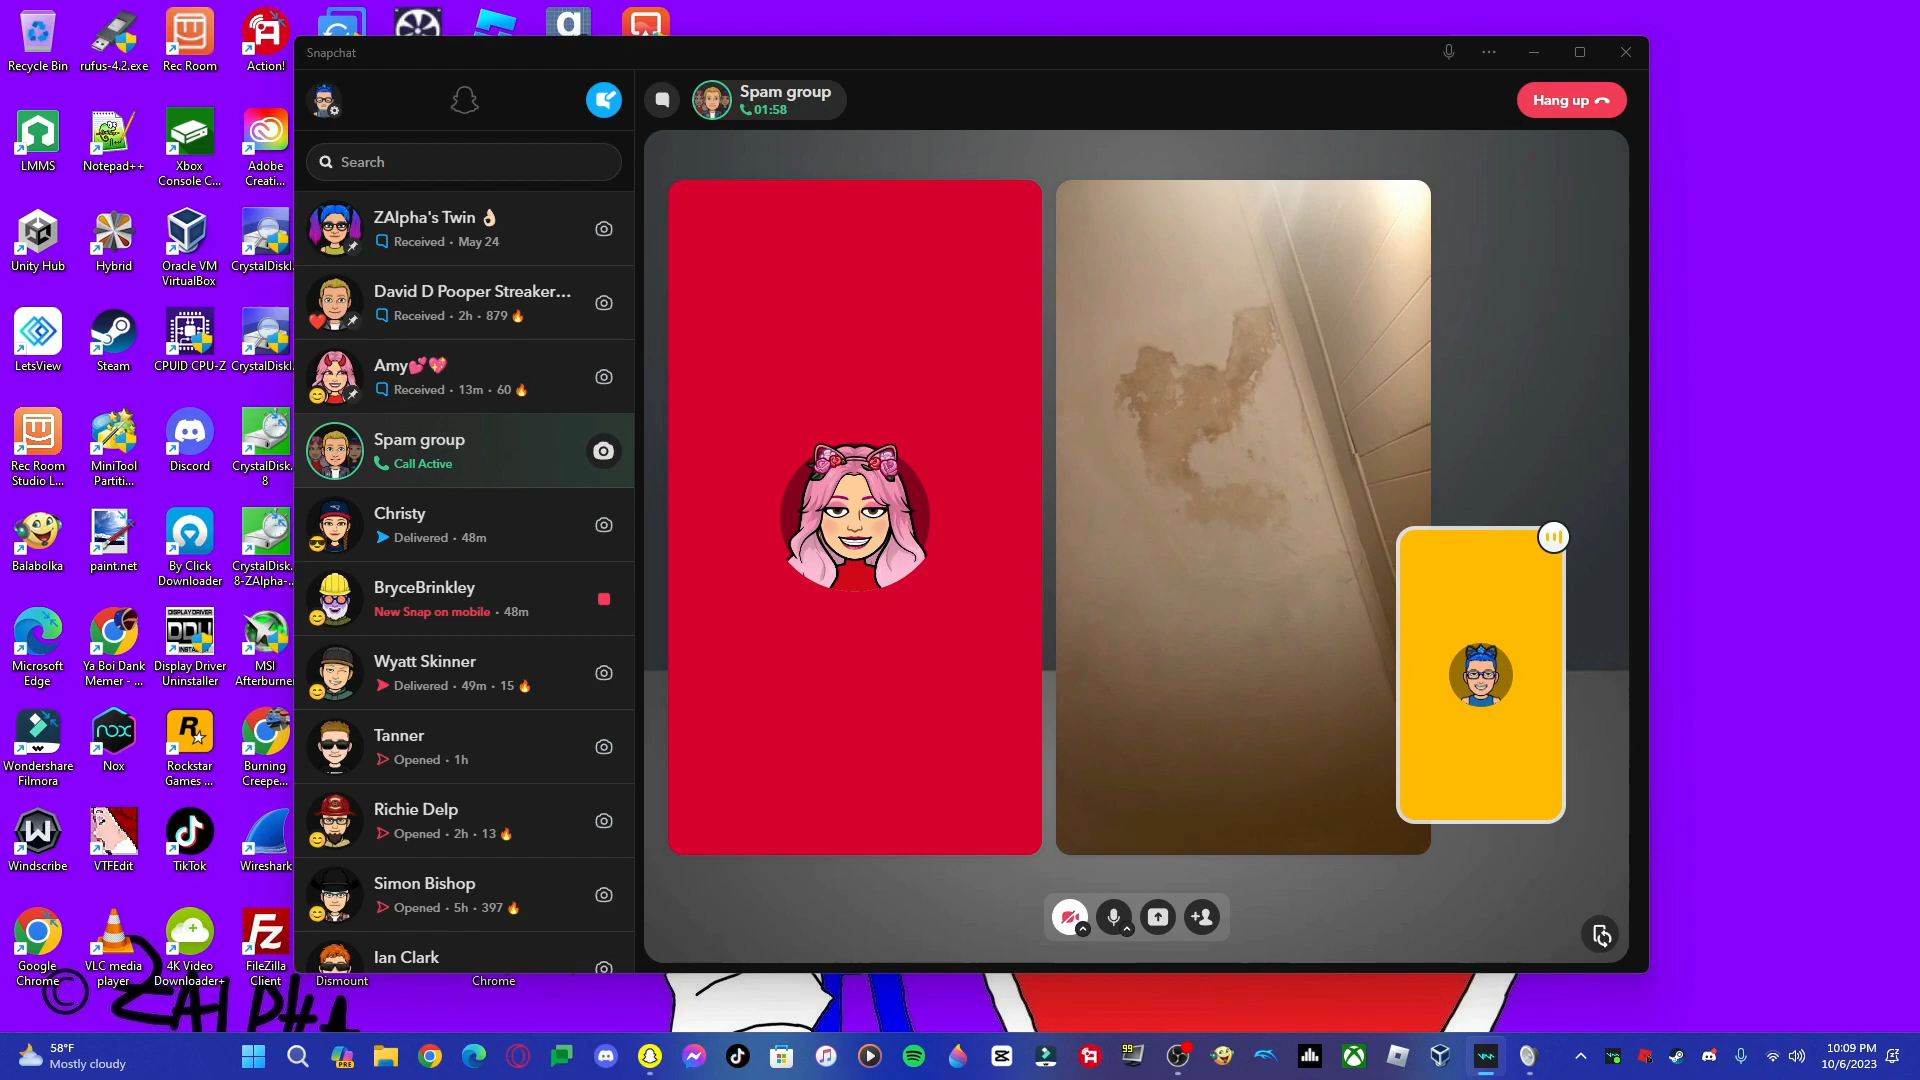 Recycle Bin
rufus-4.2.exe
Rec Room
Action!
LMMS
Notepad++
Xbox
Console C...
Adobe
Creati...
Unity Hub
Hybrid
Oracle VM
VirtualBox
CrystalDiskI
LetsView
Steam
CPUID CPU-Z
CrystalDiskI
Rec Room
Studio L...
MiniTool
Partiti...
Discord
CrystalDisk.
8
Balabolka
paint.net
By Click
Downloader
CrystalDisk.
8-ZAlpha-..
Microsoft
Edge
Ya Boi Dank
Memer - ...
Display Driver
Uninstaller
MSI
Afterburner
Wondershare
Filmora
Nox
Rockstar
Games ...
Burning
Creepe...
Windscribe
VTFEdit
TikTok
Wireshark
Google
Chrome
VLC media
player
4K Video
Downloader+
FileZilla
Client
Dismount
Chrome
Snapchat
Search
ZAlpha's Twin 👌🏻
Received • May 24
David D Pooper Streaker...
Received • 2h • 879 🔥
Amy💕💖
Received • 13m • 60 🔥
Spam group
Call Active
Christy
Delivered • 48m
BryceBrinkley
New Snap on mobile • 48m
Wyatt Skinner
Delivered • 49m • 15 🔥
Tanner
Opened • 1h
Richie Delp
Opened • 2h • 13 🔥
Simon Bishop
Opened • 5h • 397 🔥
Ian Clark
Spam group
01:58
Hang up
© ZALPHA
58°F
Mostly cloudy
PRE
99
10:09 PM
10/6/2023